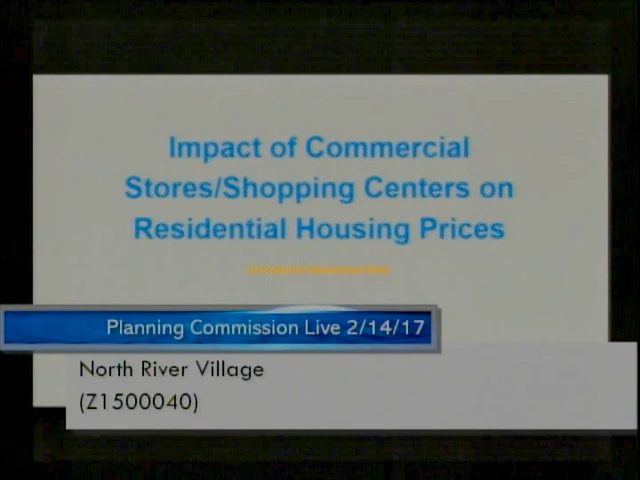 Impact of Commercial
Stores/Shopping Centers on
Residential Housing Prices
Planning Commission Live 2/14/17
North River Village
(Z1500040)